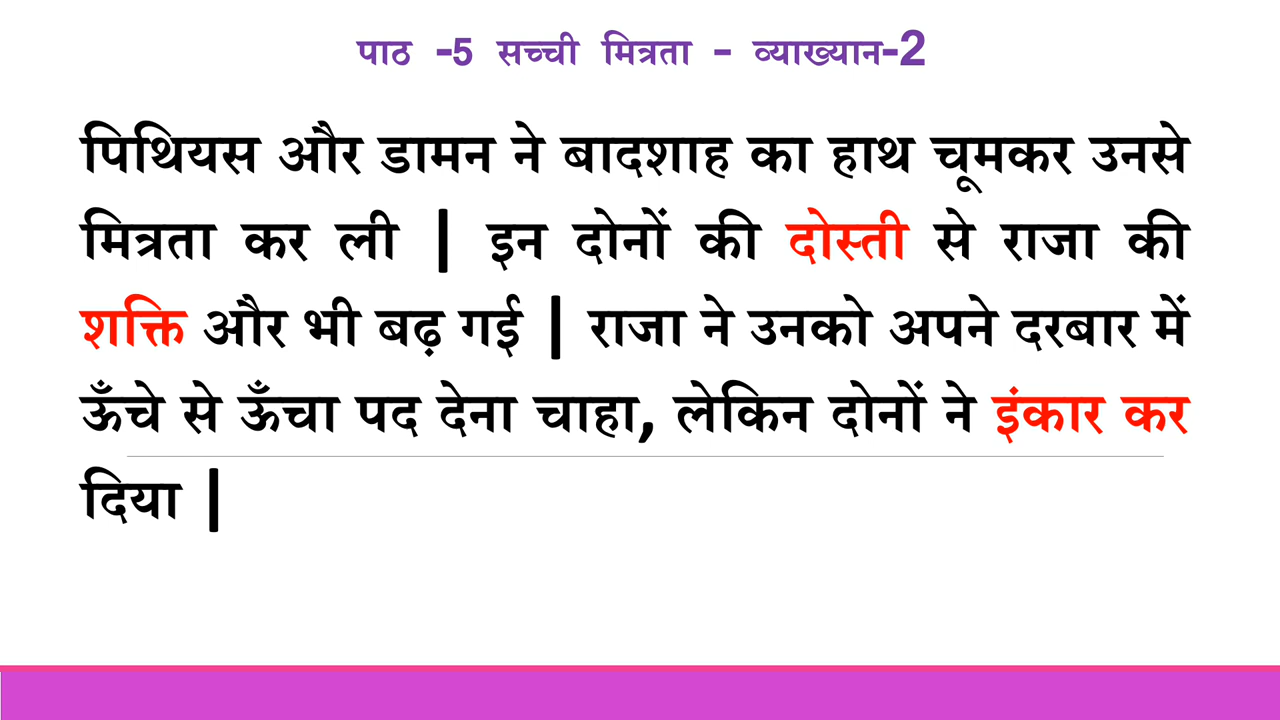 पाठ -5 सच्ची मित्रता - व्याख्यान-2
पिथियस और डामन ने बादशाह का हाथ चूमकर उनसे
मित्रता कर ली | इन दोनों की दोस्ती से राजा की
शक्ति और भी बढ़ गई | राजा ने उनको अपने दरबार में
ऊँचे से ऊँचा पद देना चाहा, लेकिन दोनों ने इंकार कर
दिया |